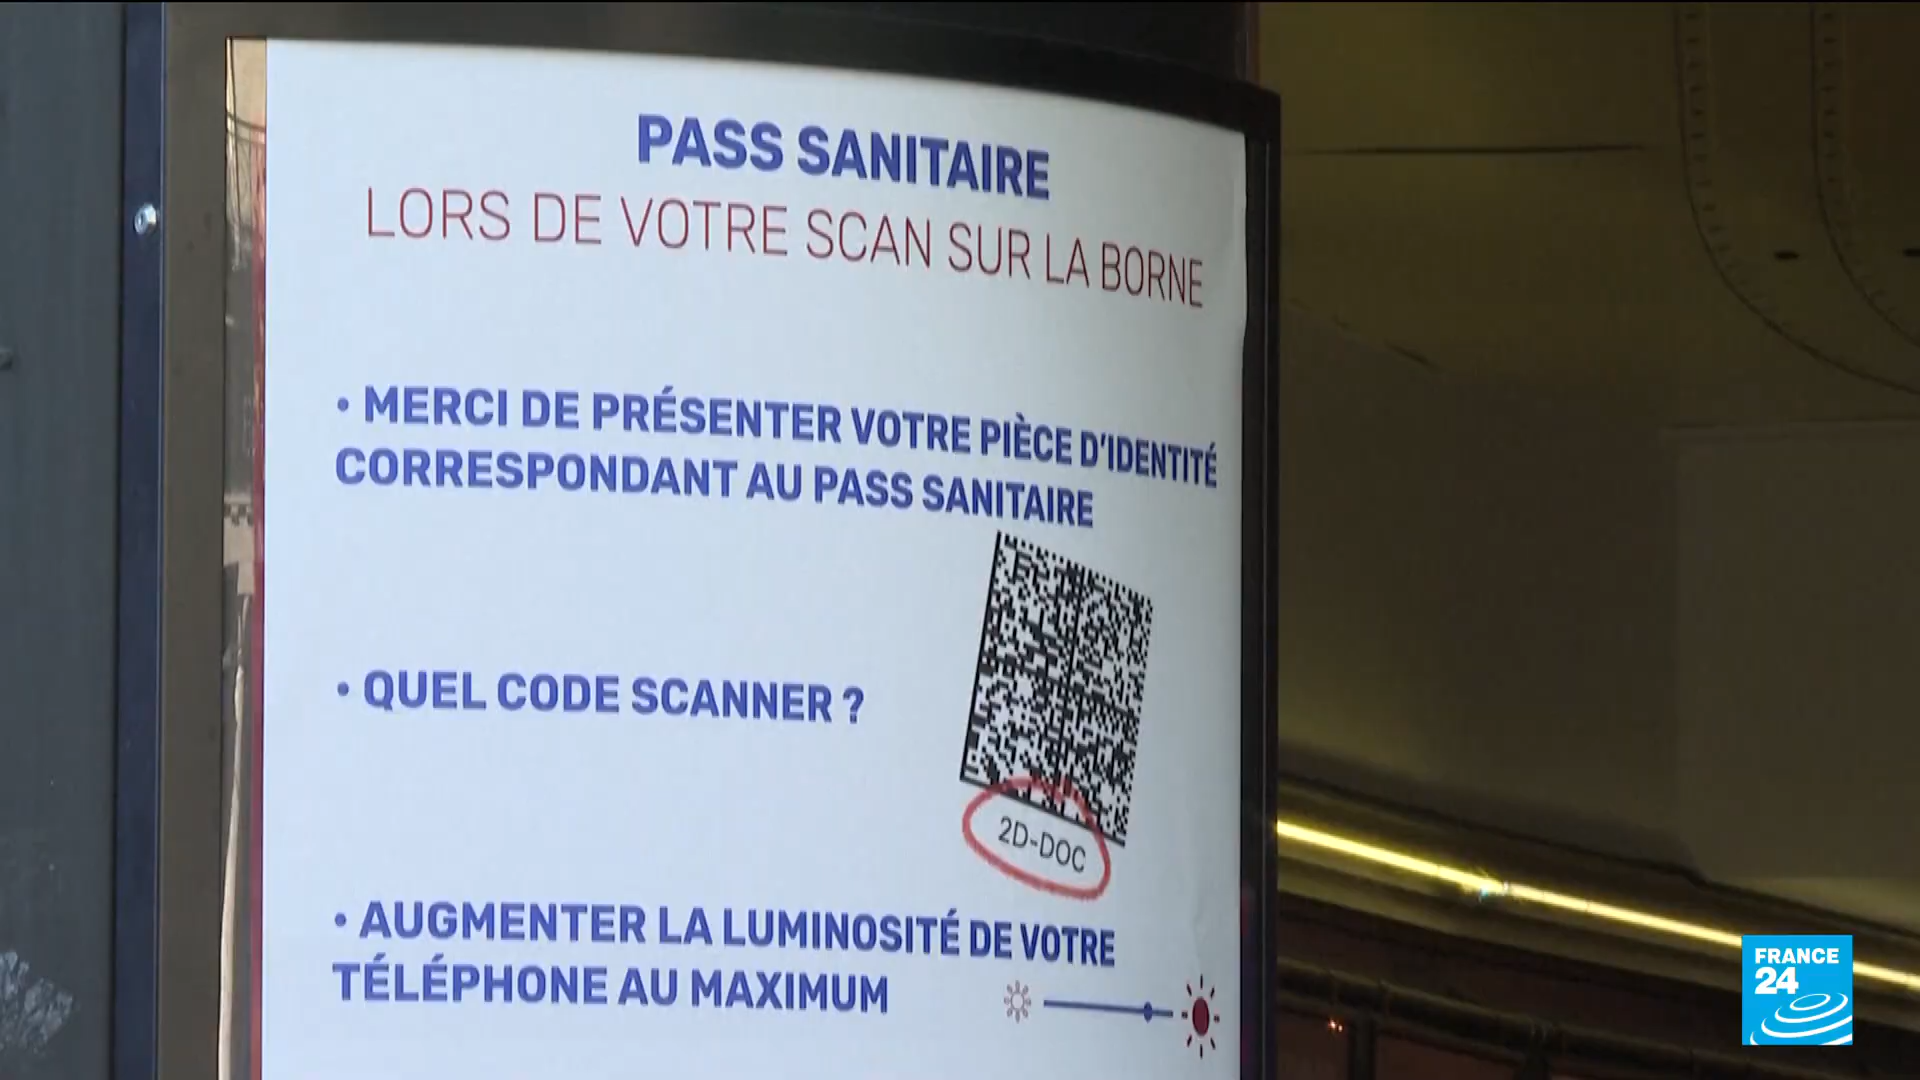 PASS SANITAIRE
LORS DE VOTRE SCAN SUR LA BORNE
• MERCI DE PRÉSENTER VOTRE PIÈCE D'IDENTITÉ
CORRESPONDANT AU PASS SANITAIRE
• QUEL CODE SCANNER ?
2D-DOC
• AUGMENTER LA LUMINOSITÉ DE VOTRE
TÉLÉPHONE AU MAXIMUM
FRANCE
24